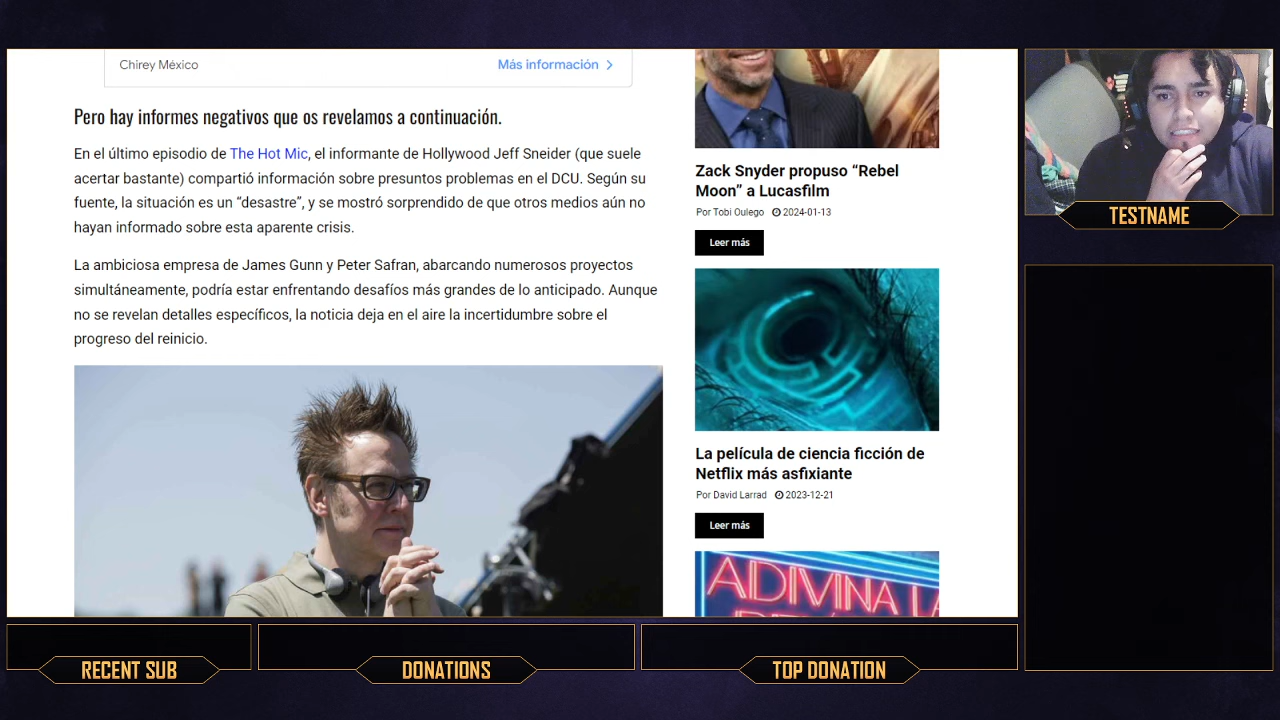 Chirey México
Más información
Pero hay informes negativos que os revelamos a continuación.
En el último episodio de The Hot Mic, el informante de Hollywood Jeff Sneider (que suele
acertar bastante) compartió información sobre presuntos problemas en el DCU. Según su
fuente, la situación es un “desastre”, y se mostró sorprendido de que otros medios aún no
hayan informado sobre esta aparente crisis.
La ambiciosa empresa de James Gunn y Peter Safran, abarcando numerosos proyectos
simultáneamente, podría estar enfrentando desafíos más grandes de lo anticipado. Aunque
no se revelan detalles específicos, la noticia deja en el aire la incertidumbre sobre el
progreso del reinicio.
Zack Snyder propuso “Rebel
Moon” a Lucasfilm
Por Tobi Oulego 2024-01-13
Leer más
La película de ciencia ficción de
Netflix más asfixiante
Por David Larrad 2023-12-21
Leer más
ADIVINA LA
TESTNAME
RECENT SUB
DONATIONS
TOP DONATION